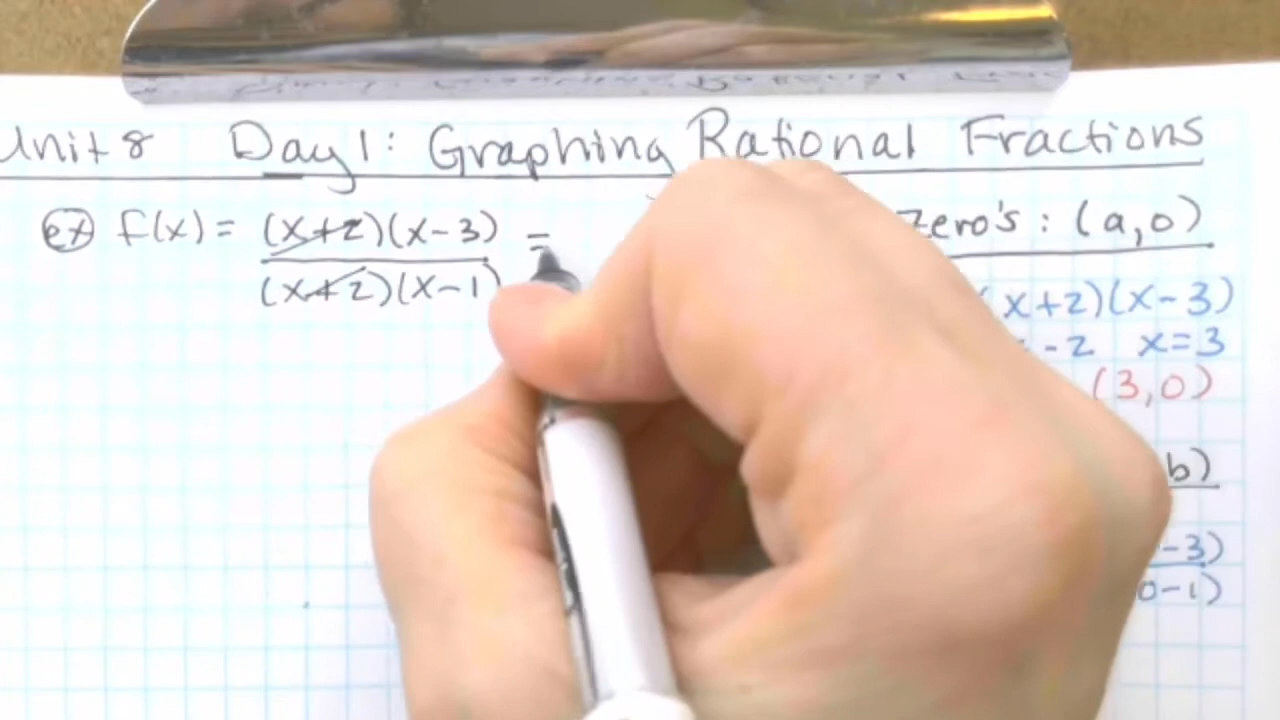 Unit 8 Day 1: Graphing Rational Fractions
ex f(x) = (x+2)(x-3) =
(x+2)(x-1)
Zero's: (a,0)
(x+2)(x-3)
-2 x=3
(3,0)
b)
-3)
0-1)